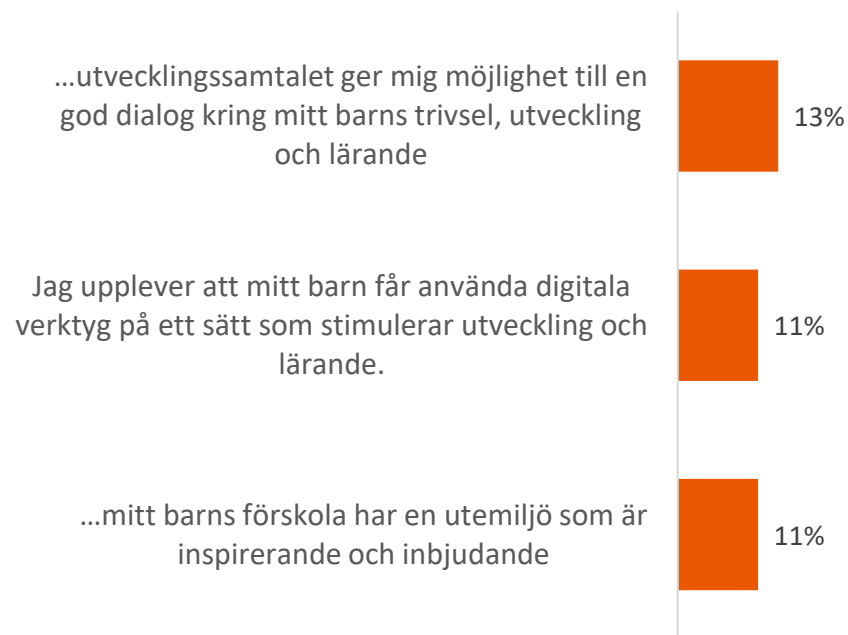 ...utvecklingssamtalet ger mig möjlighet till en
god dialog kring mitt barns trivsel, utveckling
och lärande
13%
Jag upplever att mitt barn får använda digitala
verktyg på ett sätt som stimulerar utveckling och
lärande.
11%
...mitt barns förskola har en utemiljö som är
inspirerande och inbjudande
11%